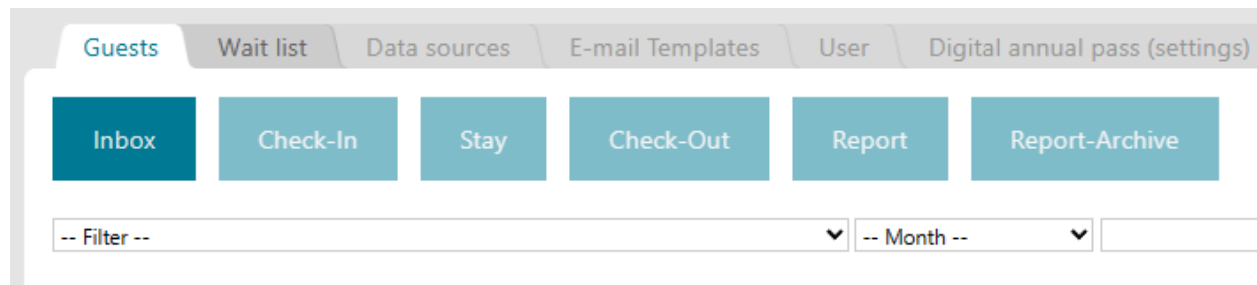 Guests Wait list Data sources E-mail Templates User Digital annual pass (settings)
Inbox Check-In Stay Check-Out Report Report-Archive
-- Filter -- -- Month --